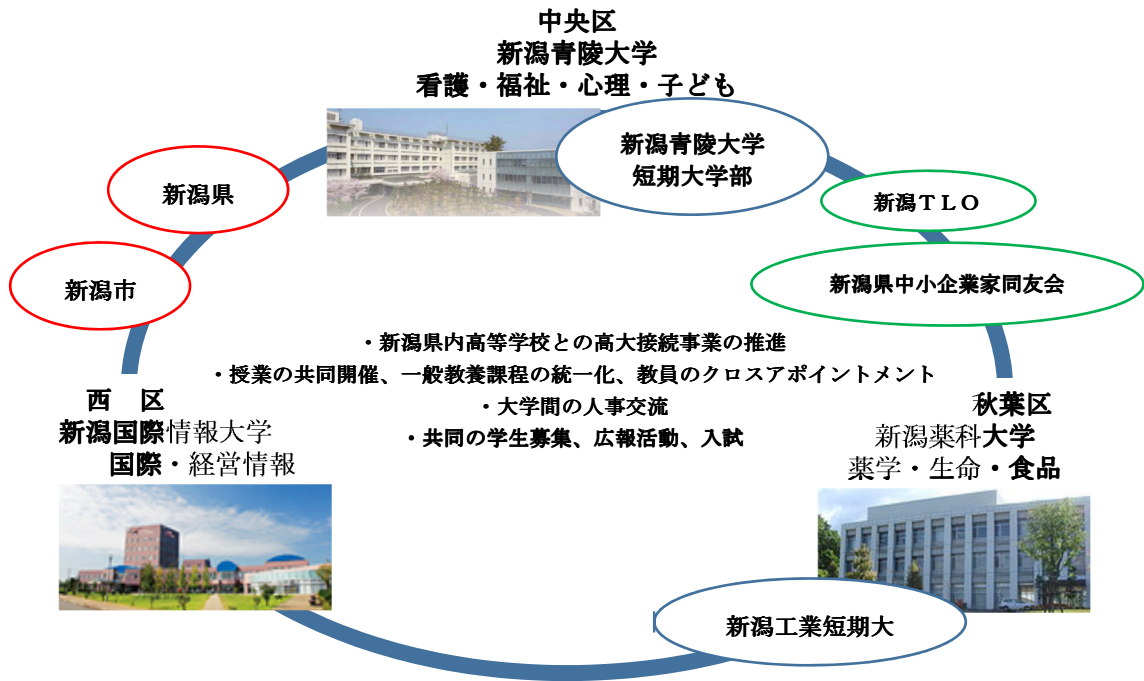 中央区
新潟青陵大学
看護・福祉・心理・子ども
新潟青陵大学
短期大学部
新潟県
新潟ＴＬＯ
新潟市
新潟県中小企業家同友会
・新潟県内高等学校との高大接続事業の推進
・授業の共同開催、一般教養課程の統一化、教員のクロスアポイントメント
・大学間の人事交流
・共同の学生募集、広報活動、入試
西　区
新潟国際情報大学
国際・経営情報
秋葉区
新潟薬科大学
薬学・生命・食品
新潟工業短期大